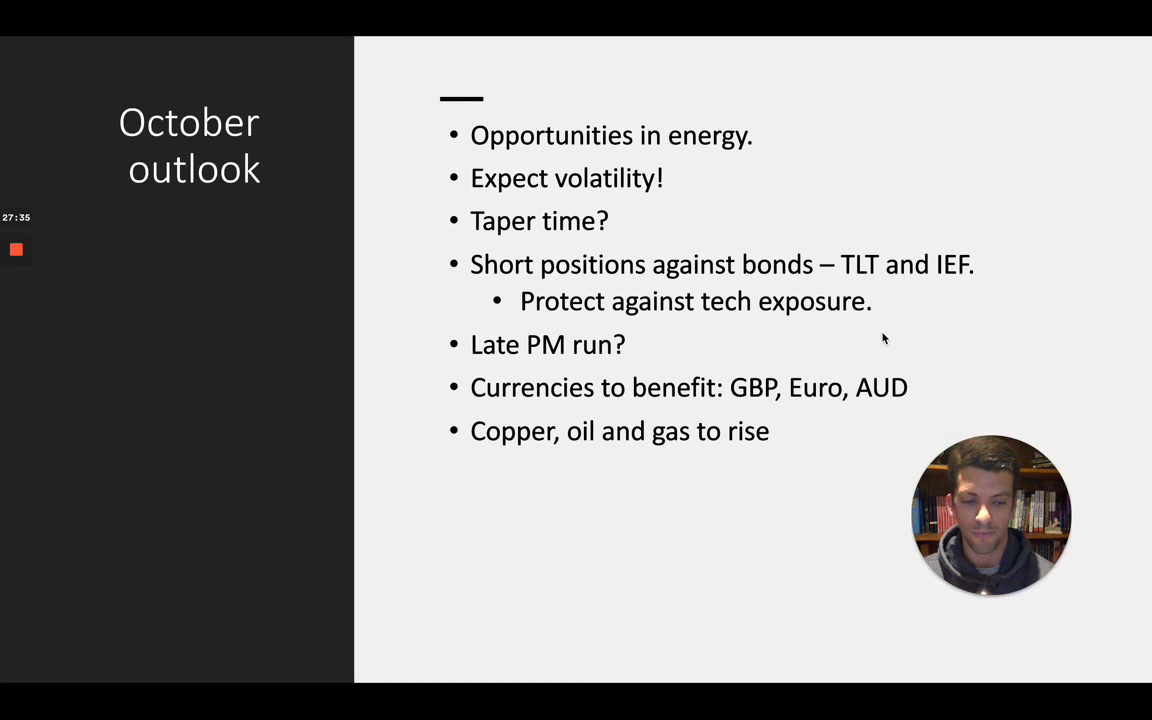 October
outlook
27:35
• Opportunities in energy.
• Expect volatility!
• Taper time?
• Short positions against bonds – TLT and IEF.
• Protect against tech exposure.
• Late PM run?
• Currencies to benefit: GBP, Euro, AUD
• Copper, oil and gas to rise